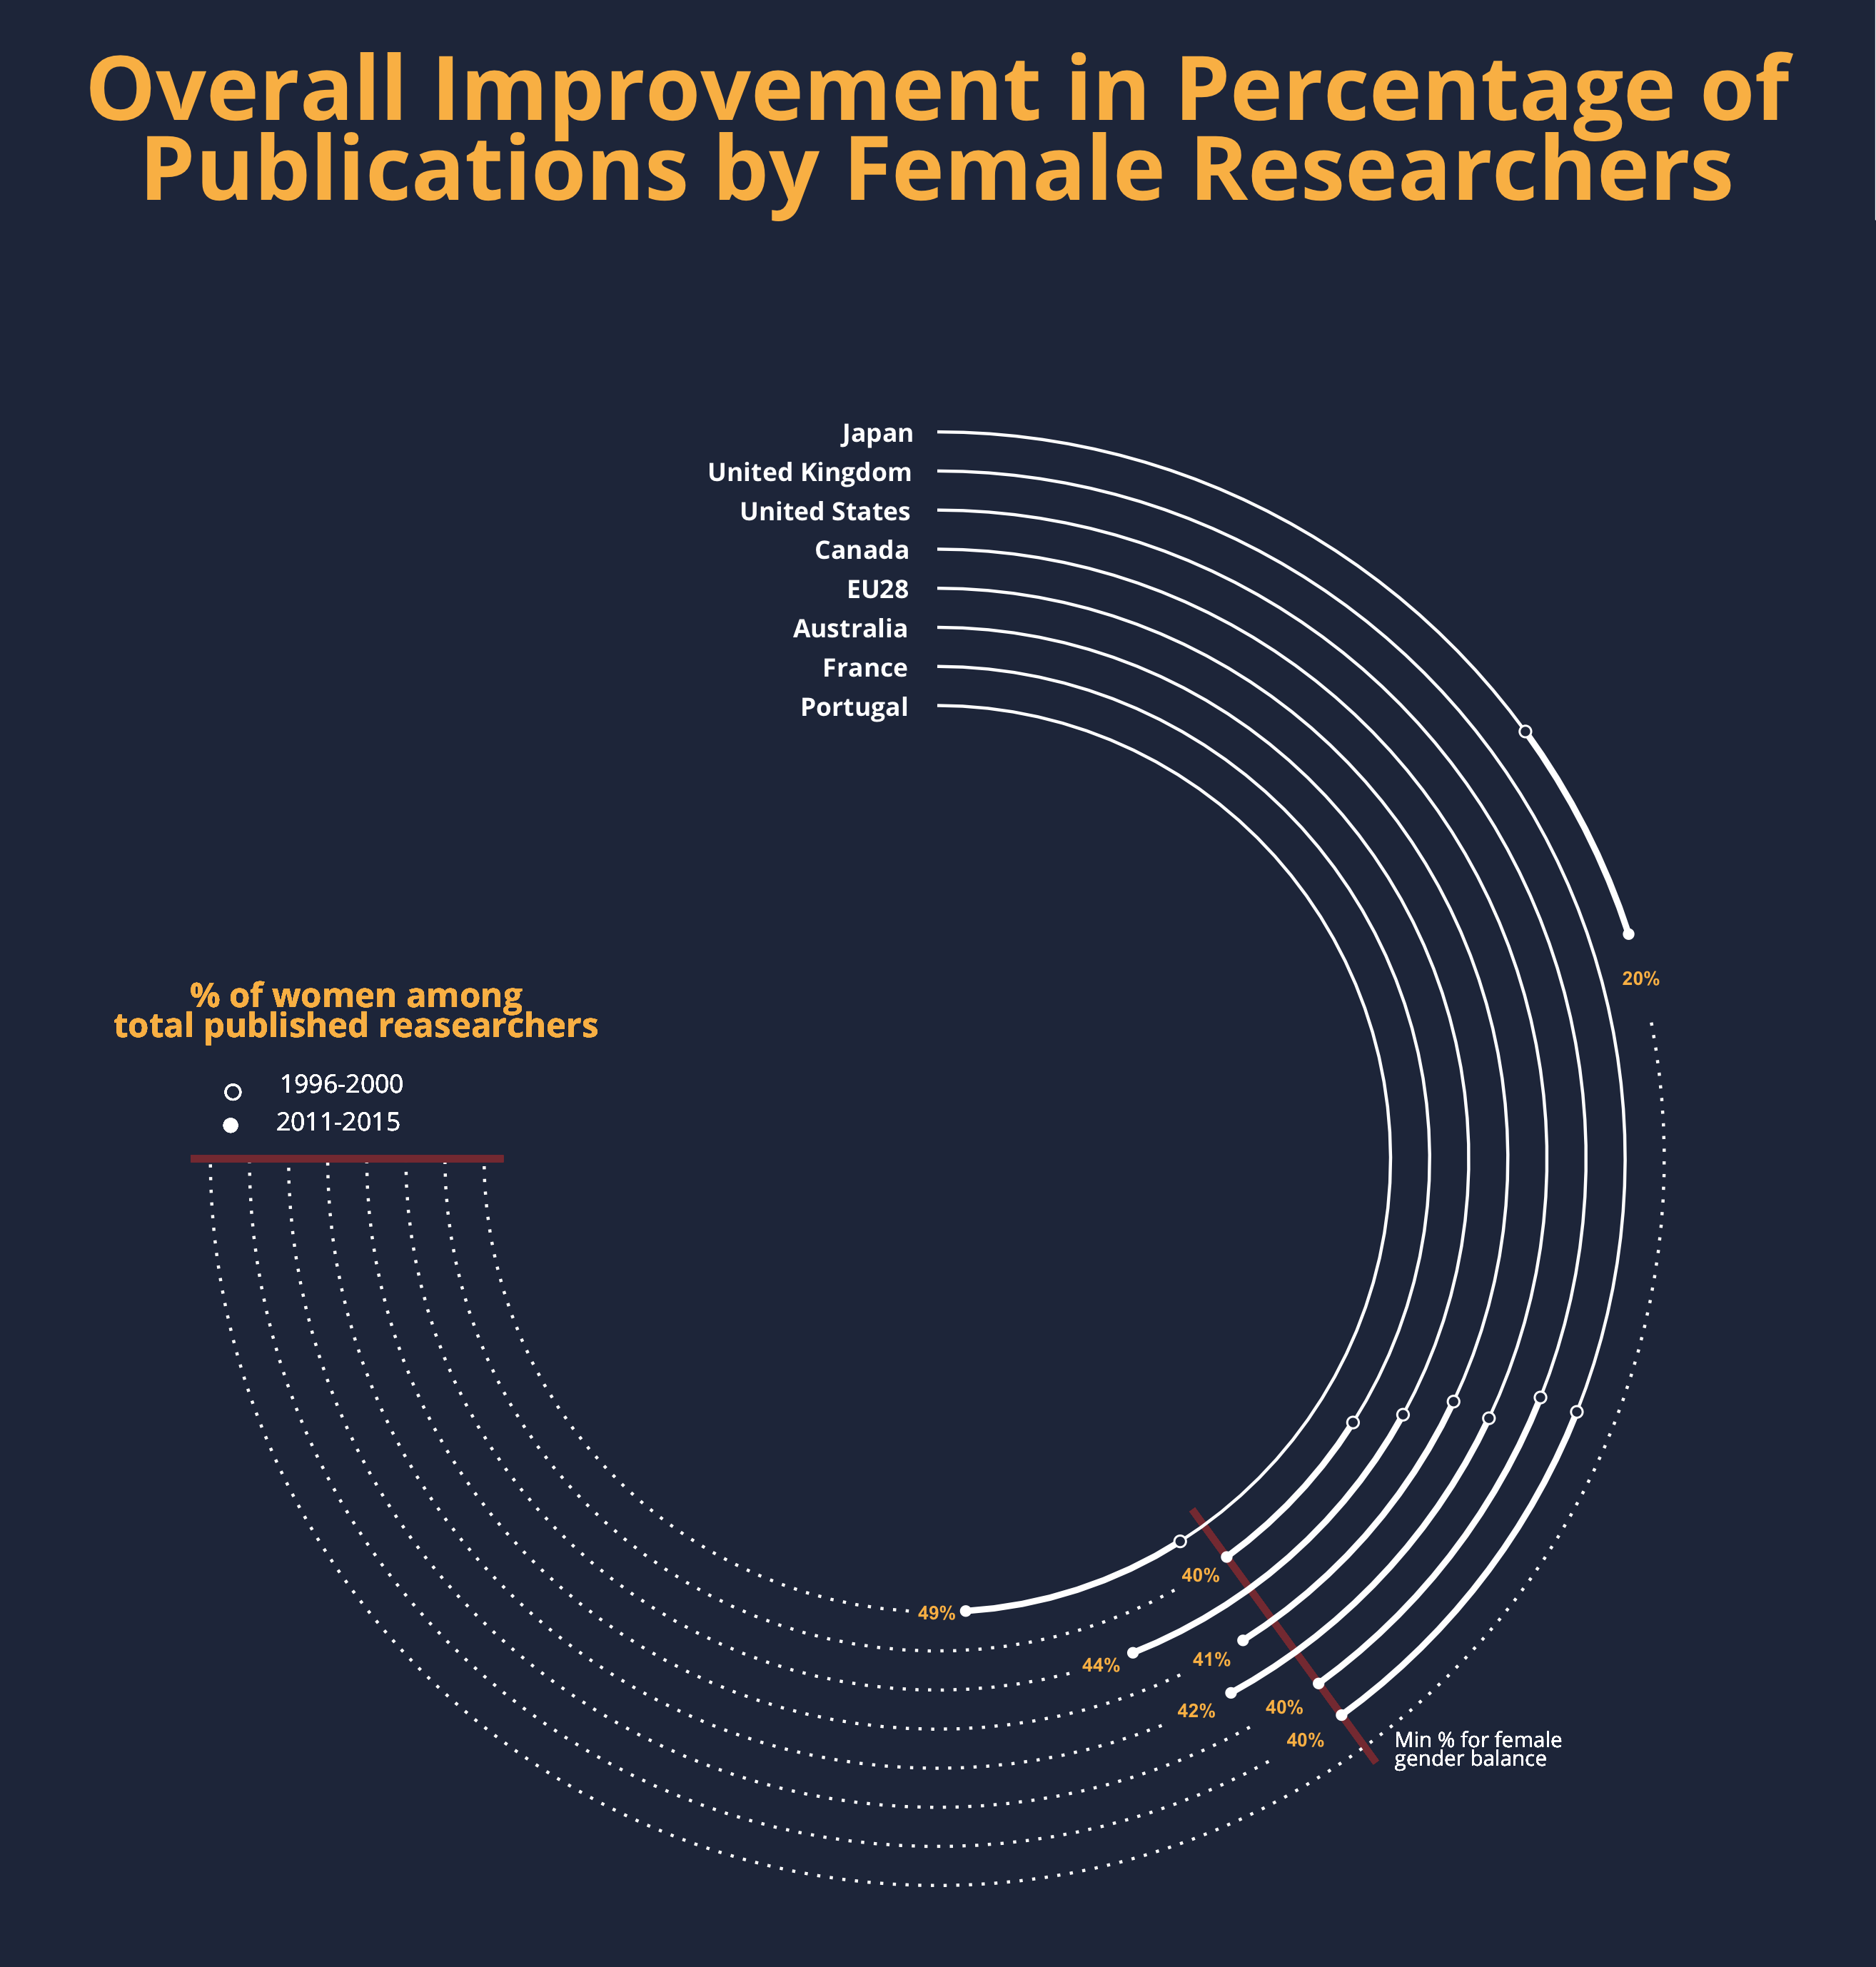 Overall Improvement in Percentage of
Publications by Female Researchers
Japan
United Kingdom
United States
Canada
EU28
Australia
France
Portugal
20%
% of women among
total published reasearchers
1996-2000
2011-2015
40%
49%
44%
41%
42%
40%
40%
Min % for female
gender balance